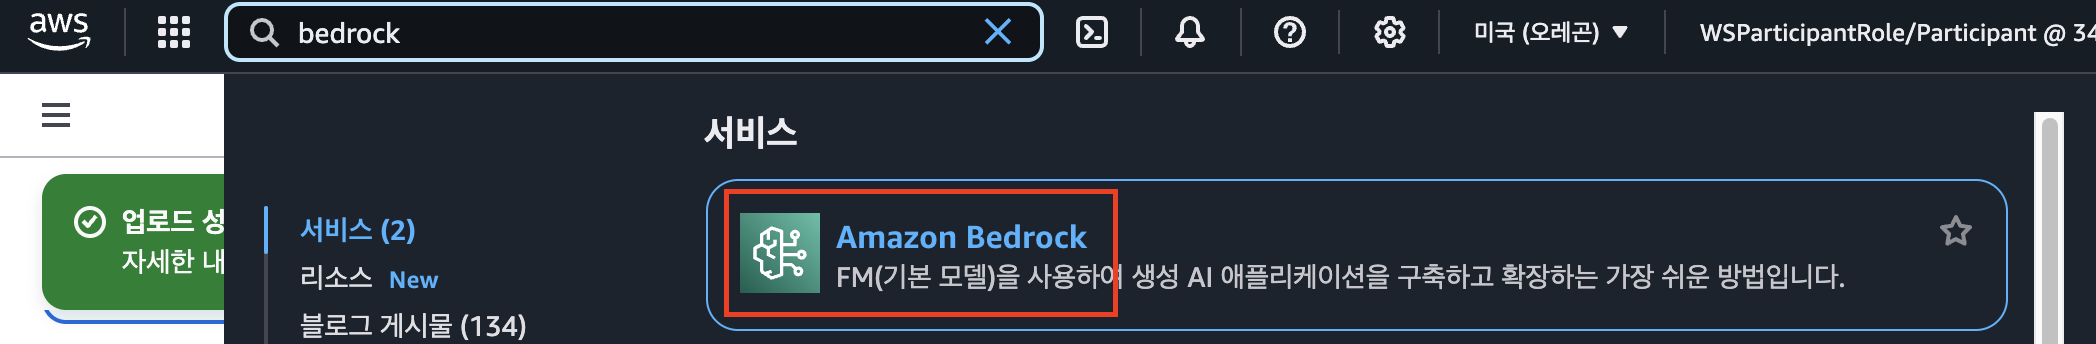 aws
bedrock
미국 (오레곤)
WSParticipantRole/Participant @ 34
서비스
업로드 성
자세한 내
서비스 (2)
리소스 New
블로그 게시물 (134)
Amazon Bedrock
FM(기본 모델)을 사용하여 생성 AI 애플리케이션을 구축하고 확장하는 가장 쉬운 방법입니다.